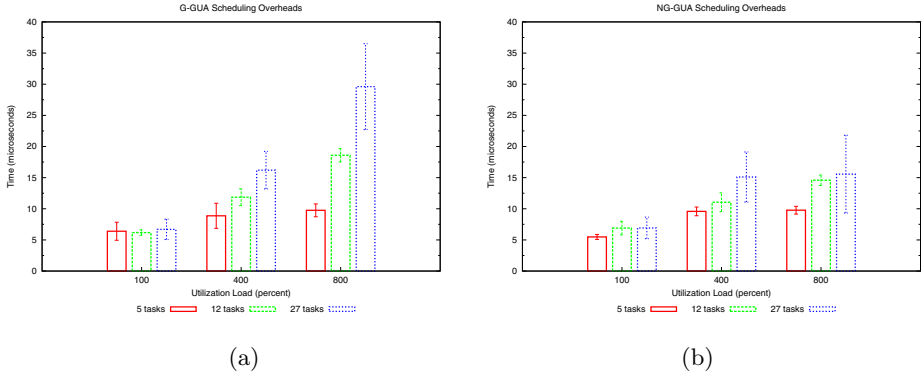 G-GUA Scheduling Overheads
40
35
30
25
20
15
10
5
0
Time (microseconds)
100 400 800
Utilization Load (percent)
5 tasks 12 tasks 27 tasks
(a)
NG-GUA Scheduling Overheads
40
35
30
25
20
15
10
5
0
Time (microseconds)
100 400 800
Utilization Load (percent)
5 tasks 12 tasks 27 tasks
(b)